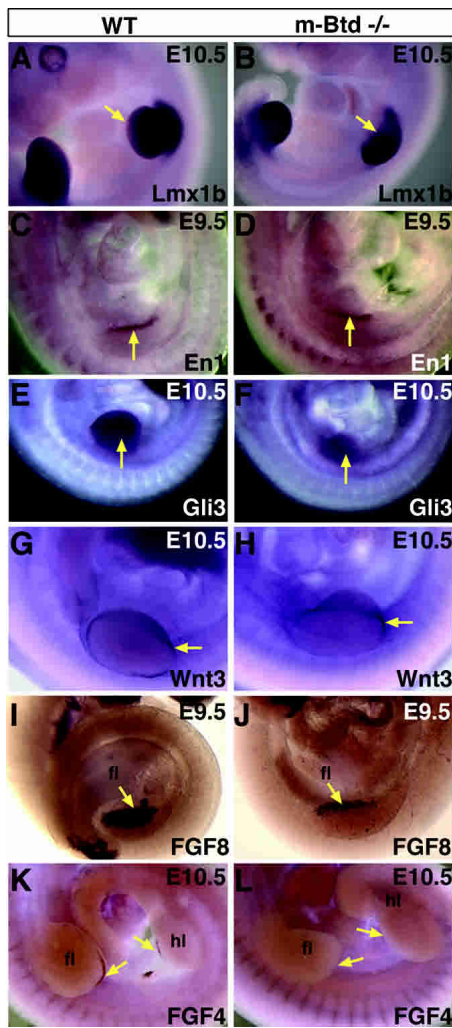 WT m-Btd -/-
A E10.5 B E10.5
Lmx1b Lmx1b
C E9.5 D E9.5
En1 En1
E E10.5 F E10.5
Gli3 Gli3
G E10.5 H E10.5
Wnt3 Wnt3
I E9.5 J E9.5
fl fl
FGF8 FGF8
K E10.5 L E10.5
hl
fl hl fl
FGF4 FGF4